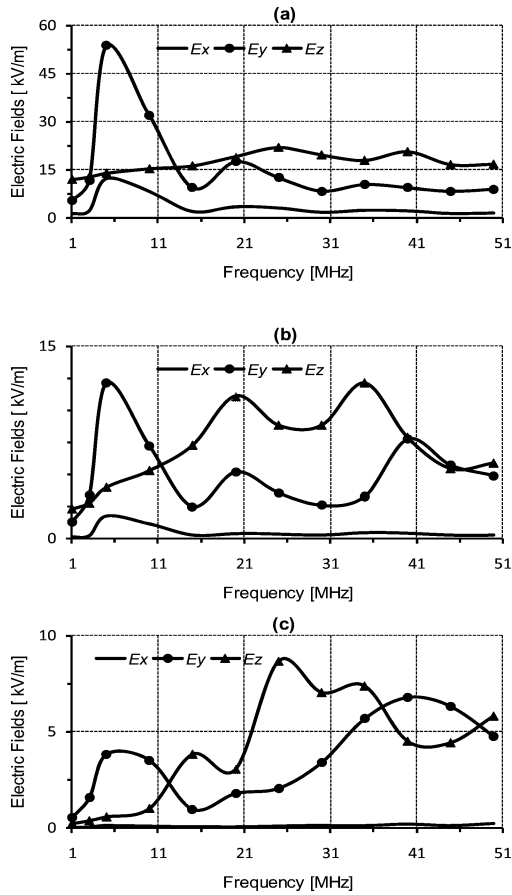 (a)
60
45
30
15
0
Electric Fields [ kV/m]
Ex Ey Ez
1 11 21 31 41 51
Frequency [MHz]
(b)
15
0
Electric Fields [ kV/m]
Ex Ey Ez
1 11 21 31 41 51
Frequency [MHz]
(c)
10
5
0
Electric Fields [ kV/m]
Ex Ey Ez
1 11 21 31 41 51
Frequency [MHz]